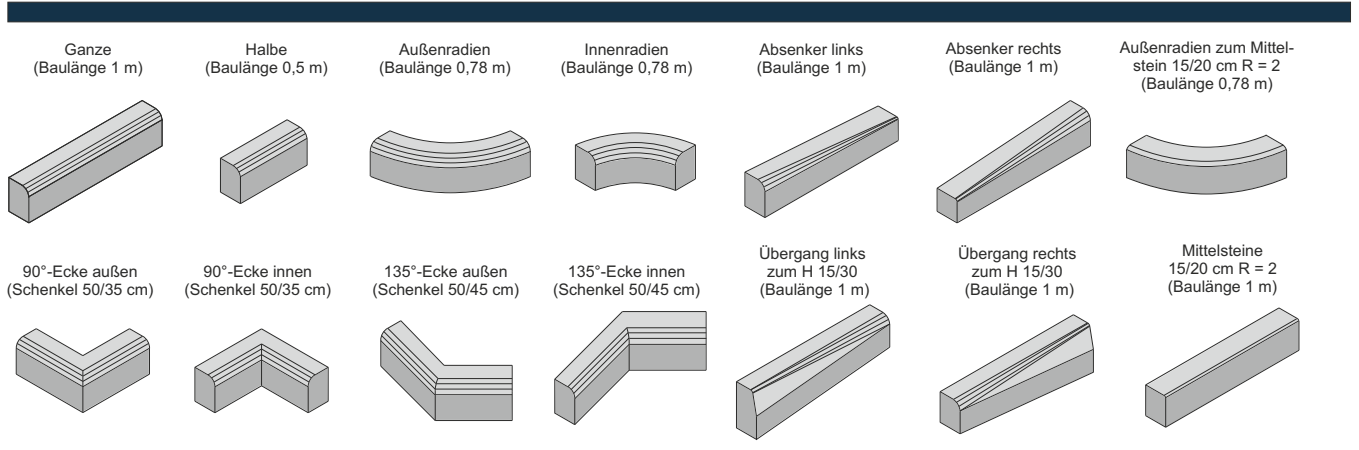 Ganze
(Baulänge 1 m)
Halbe
(Baulänge 0,5 m)
Außenradien
(Baulänge 0,78 m)
Innenradien
(Baulänge 0,78 m)
Absenker links
(Baulänge 1 m)
Absenker rechts
(Baulänge 1 m)
Außenradien zum Mittel-
stein 15/20 cm R = 2
(Baulänge 0,78 m)
90°-Ecke außen
(Schenkel 50/35 cm)
90°-Ecke innen
(Schenkel 50/35 cm)
135°-Ecke außen
(Schenkel 50/45 cm)
135°-Ecke innen
(Schenkel 50/45 cm)
Übergang links
zum H 15/30
(Baulänge 1 m)
Übergang rechts
zum H 15/30
(Baulänge 1 m)
Mittelsteine
15/20 cm R = 2
(Baulänge 1 m)